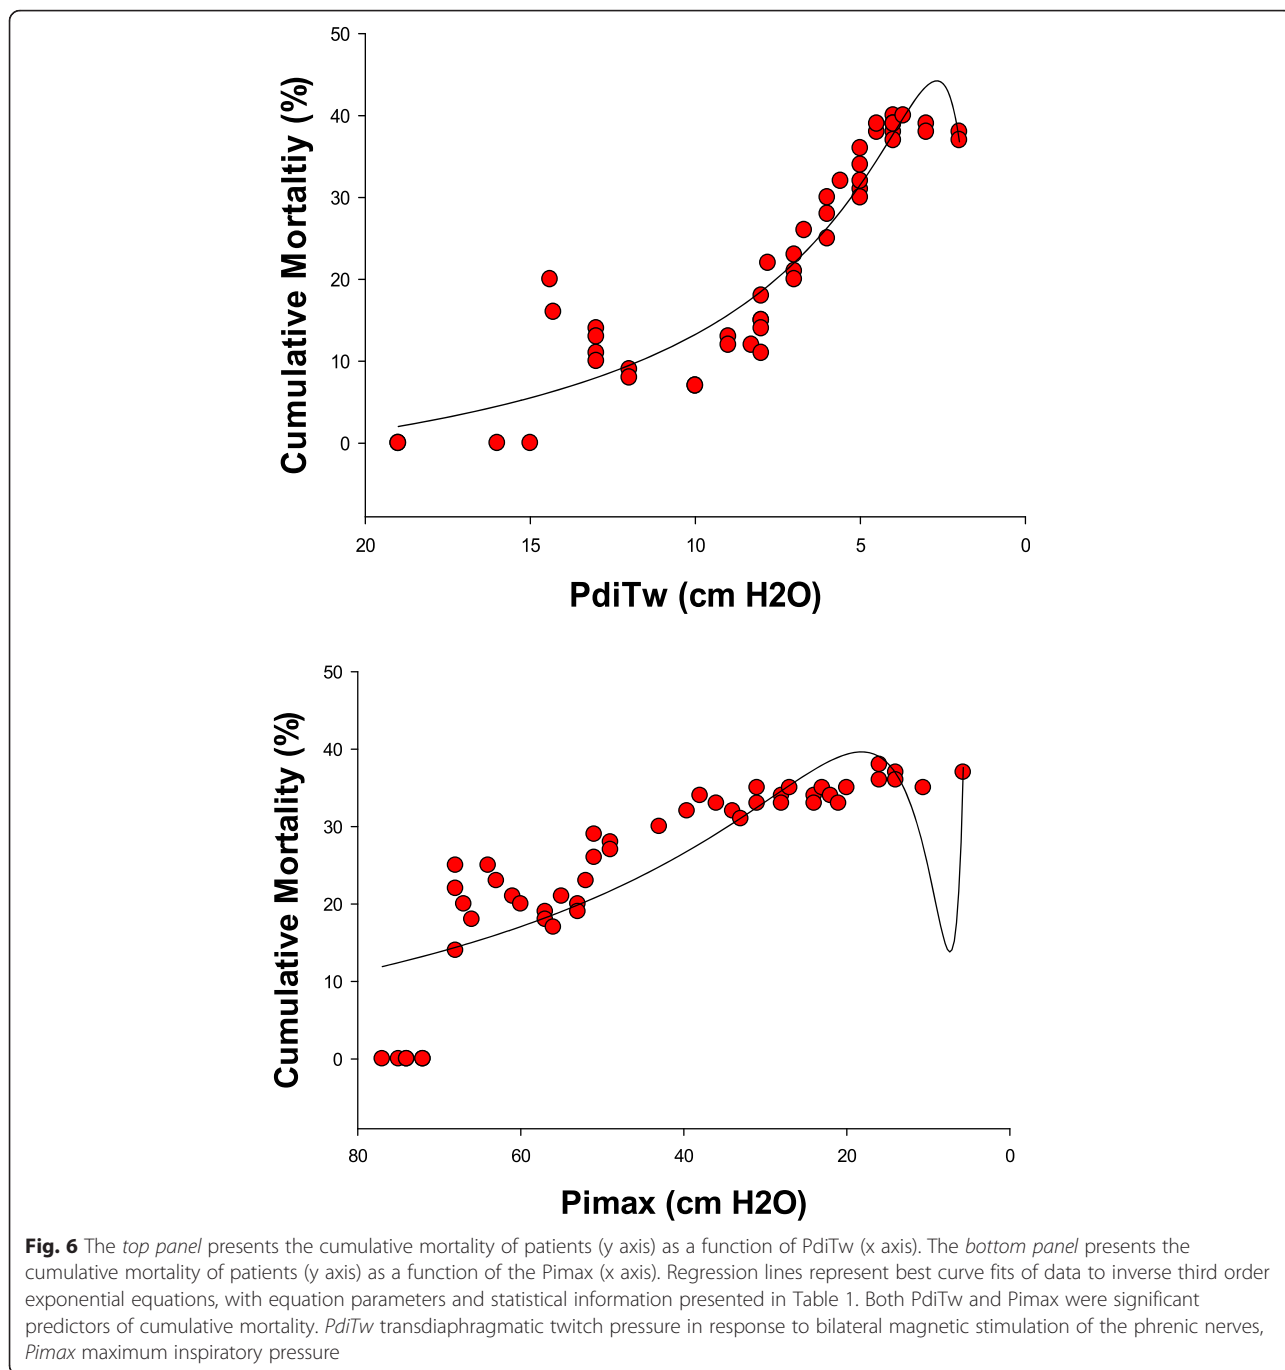 50
40
30
20
10
0
Cumulative Mortaltiy (%)
20 15 10 5 0
PdiTw (cm H2O)
50
40
30
20
10
0
Cumulative Mortality (%)
80 60 40 20 0
Pimax (cm H2O)
Fig. 6 The top panel presents the cumulative mortality of patients (y axis) as a function of PdiTw (x axis). The bottom panel presents the
cumulative mortality of patients (y axis) as a function of the Pimax (x axis). Regression lines represent best curve fits of data to inverse third order
exponential equations, with equation parameters and statistical information presented in Table 1. Both PdiTw and Pimax were significant
predictors of cumulative mortality. PdiTw transdiaphragmatic twitch pressure in response to bilateral magnetic stimulation of the phrenic nerves,
Pimax maximum inspiratory pressure